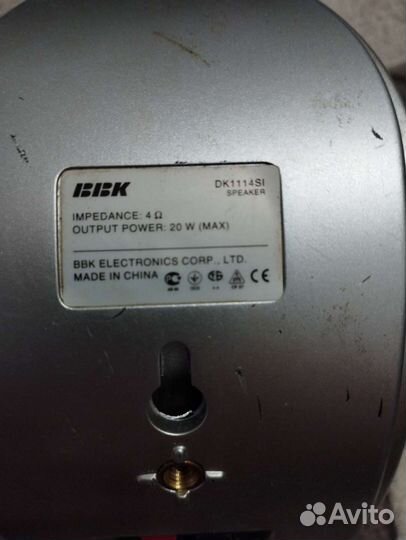 BBK
DK1114SI
SPEAKER
IMPEDANCE: 4 Ω
OUTPUT POWER: 20 W (MAX)
BBK ELECTRONICS CORP., LTD.
MADE IN CHINA
CE
Avito